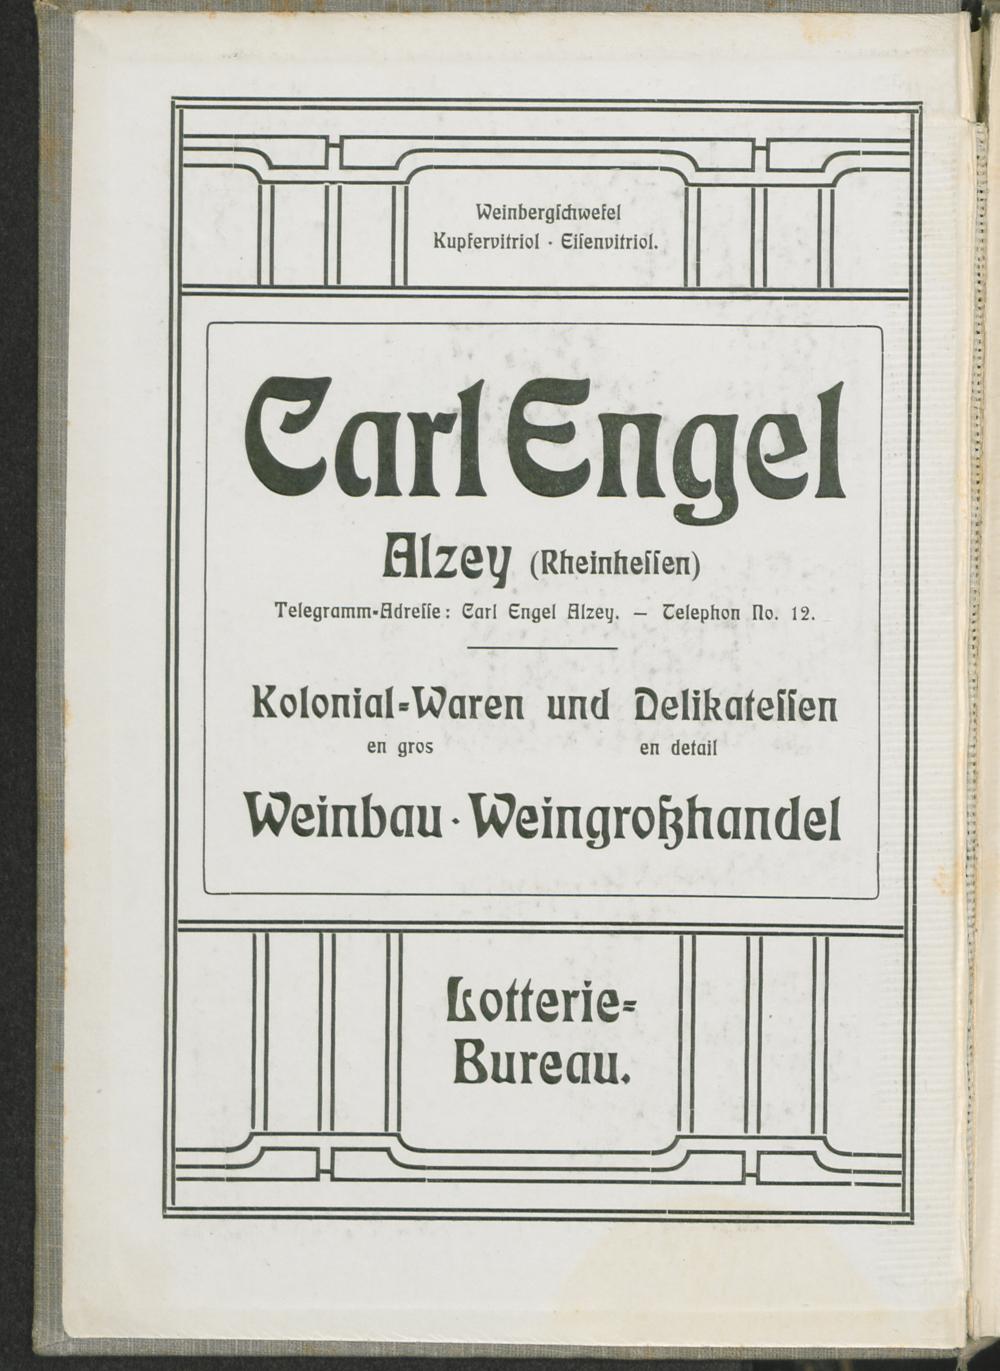 Weinbergſchwefel
Kupfervitriol · Eiſenvitriol.
Carl Engel
Alzey (Rheinheſſen)
Telegramm-Adreſſe: Carl Engel Alzey. — Telephon No. 12.
Kolonial-Waren und Delikateſſen
en gros en detail
Weinbau · Weingroßhandel
Lotterie-
Bureau.